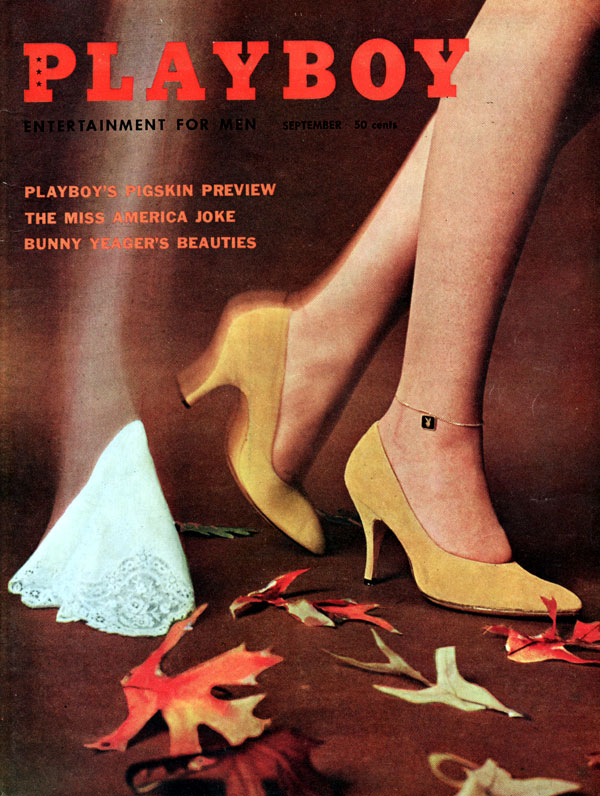 PLAYBOY
ENTERTAINMENT FOR MEN SEPTEMBER 50 cents
PLAYBOY'S PIGSKIN PREVIEW
THE MISS AMERICA JOKE
BUNNY YEAGER'S BEAUTIES